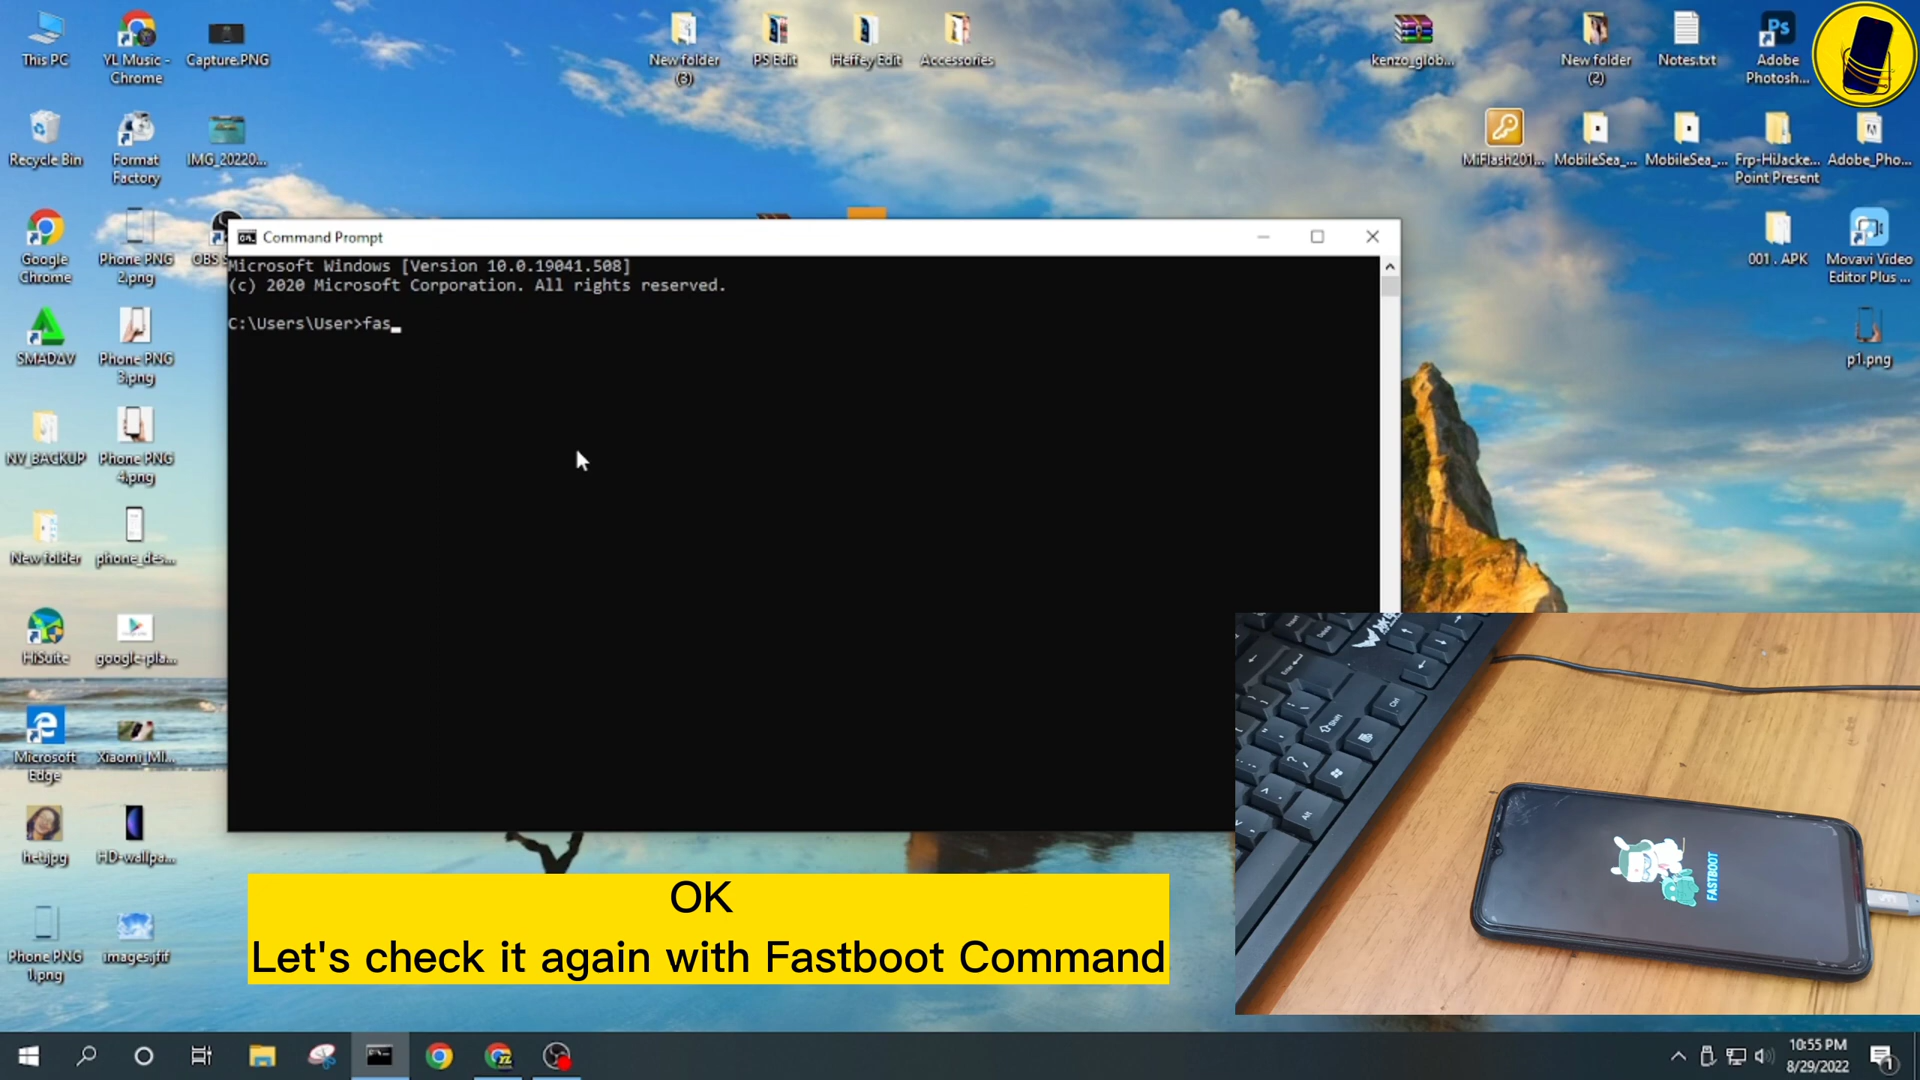 This PC
YL Music -
Chrome
Capture.PNG
New folder
(3)
PS Edit
Heffey Edit
Accessories
kenzo_glob...
New folder
(2)
Notes.txt
Adobe
Photosh...
Recycle Bin
Format
Factory
IMG_20220...
MiFlash201...
MobileSea_...
MobileSea_...
Frp-HiJacke...
Point Present
Adobe_Pho...
Google
Chrome
Phone PNG
2.png
OBS S
001 . APK
Movavi Video
Editor Plus ...
Command Prompt
Microsoft Windows [Version 10.0.19041.508]
(c) 2020 Microsoft Corporation. All rights reserved.
C:\Users\User>fas_
SMADAV
Phone PNG
3.png
p1.png
NV_BACKUP
Phone PNG
4.png
New folder
phone_des...
HiSuite
google-pla...
Microsoft
Edge
Xiaomi_MI...
HD-wallpa...
Phone PNG
1.png
images.jfif
FASTBOOT
OK
Let's check it again with Fastboot Command
10:55 PM
8/29/2022